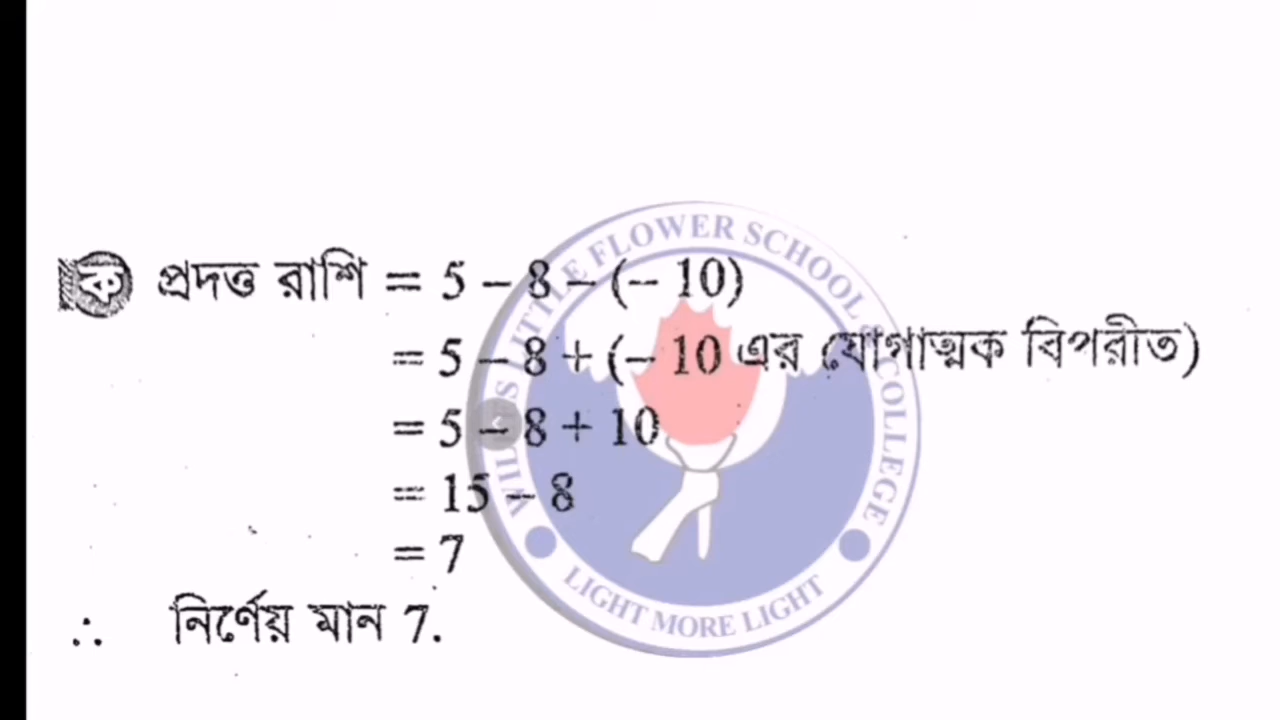 ক প্রদত্ত রাশি = 5 – 8 – (– 10)
= 5 – 8 + (– 10 এর যোগাত্মক বিপরীত)
= 5 – 8 + 10
= 15 – 8
= 7
∴ নির্ণেয় মান 7.
WILLES LITTLE FLOWER SCHOOL & COLLEGE
LIGHT MORE LIGHT